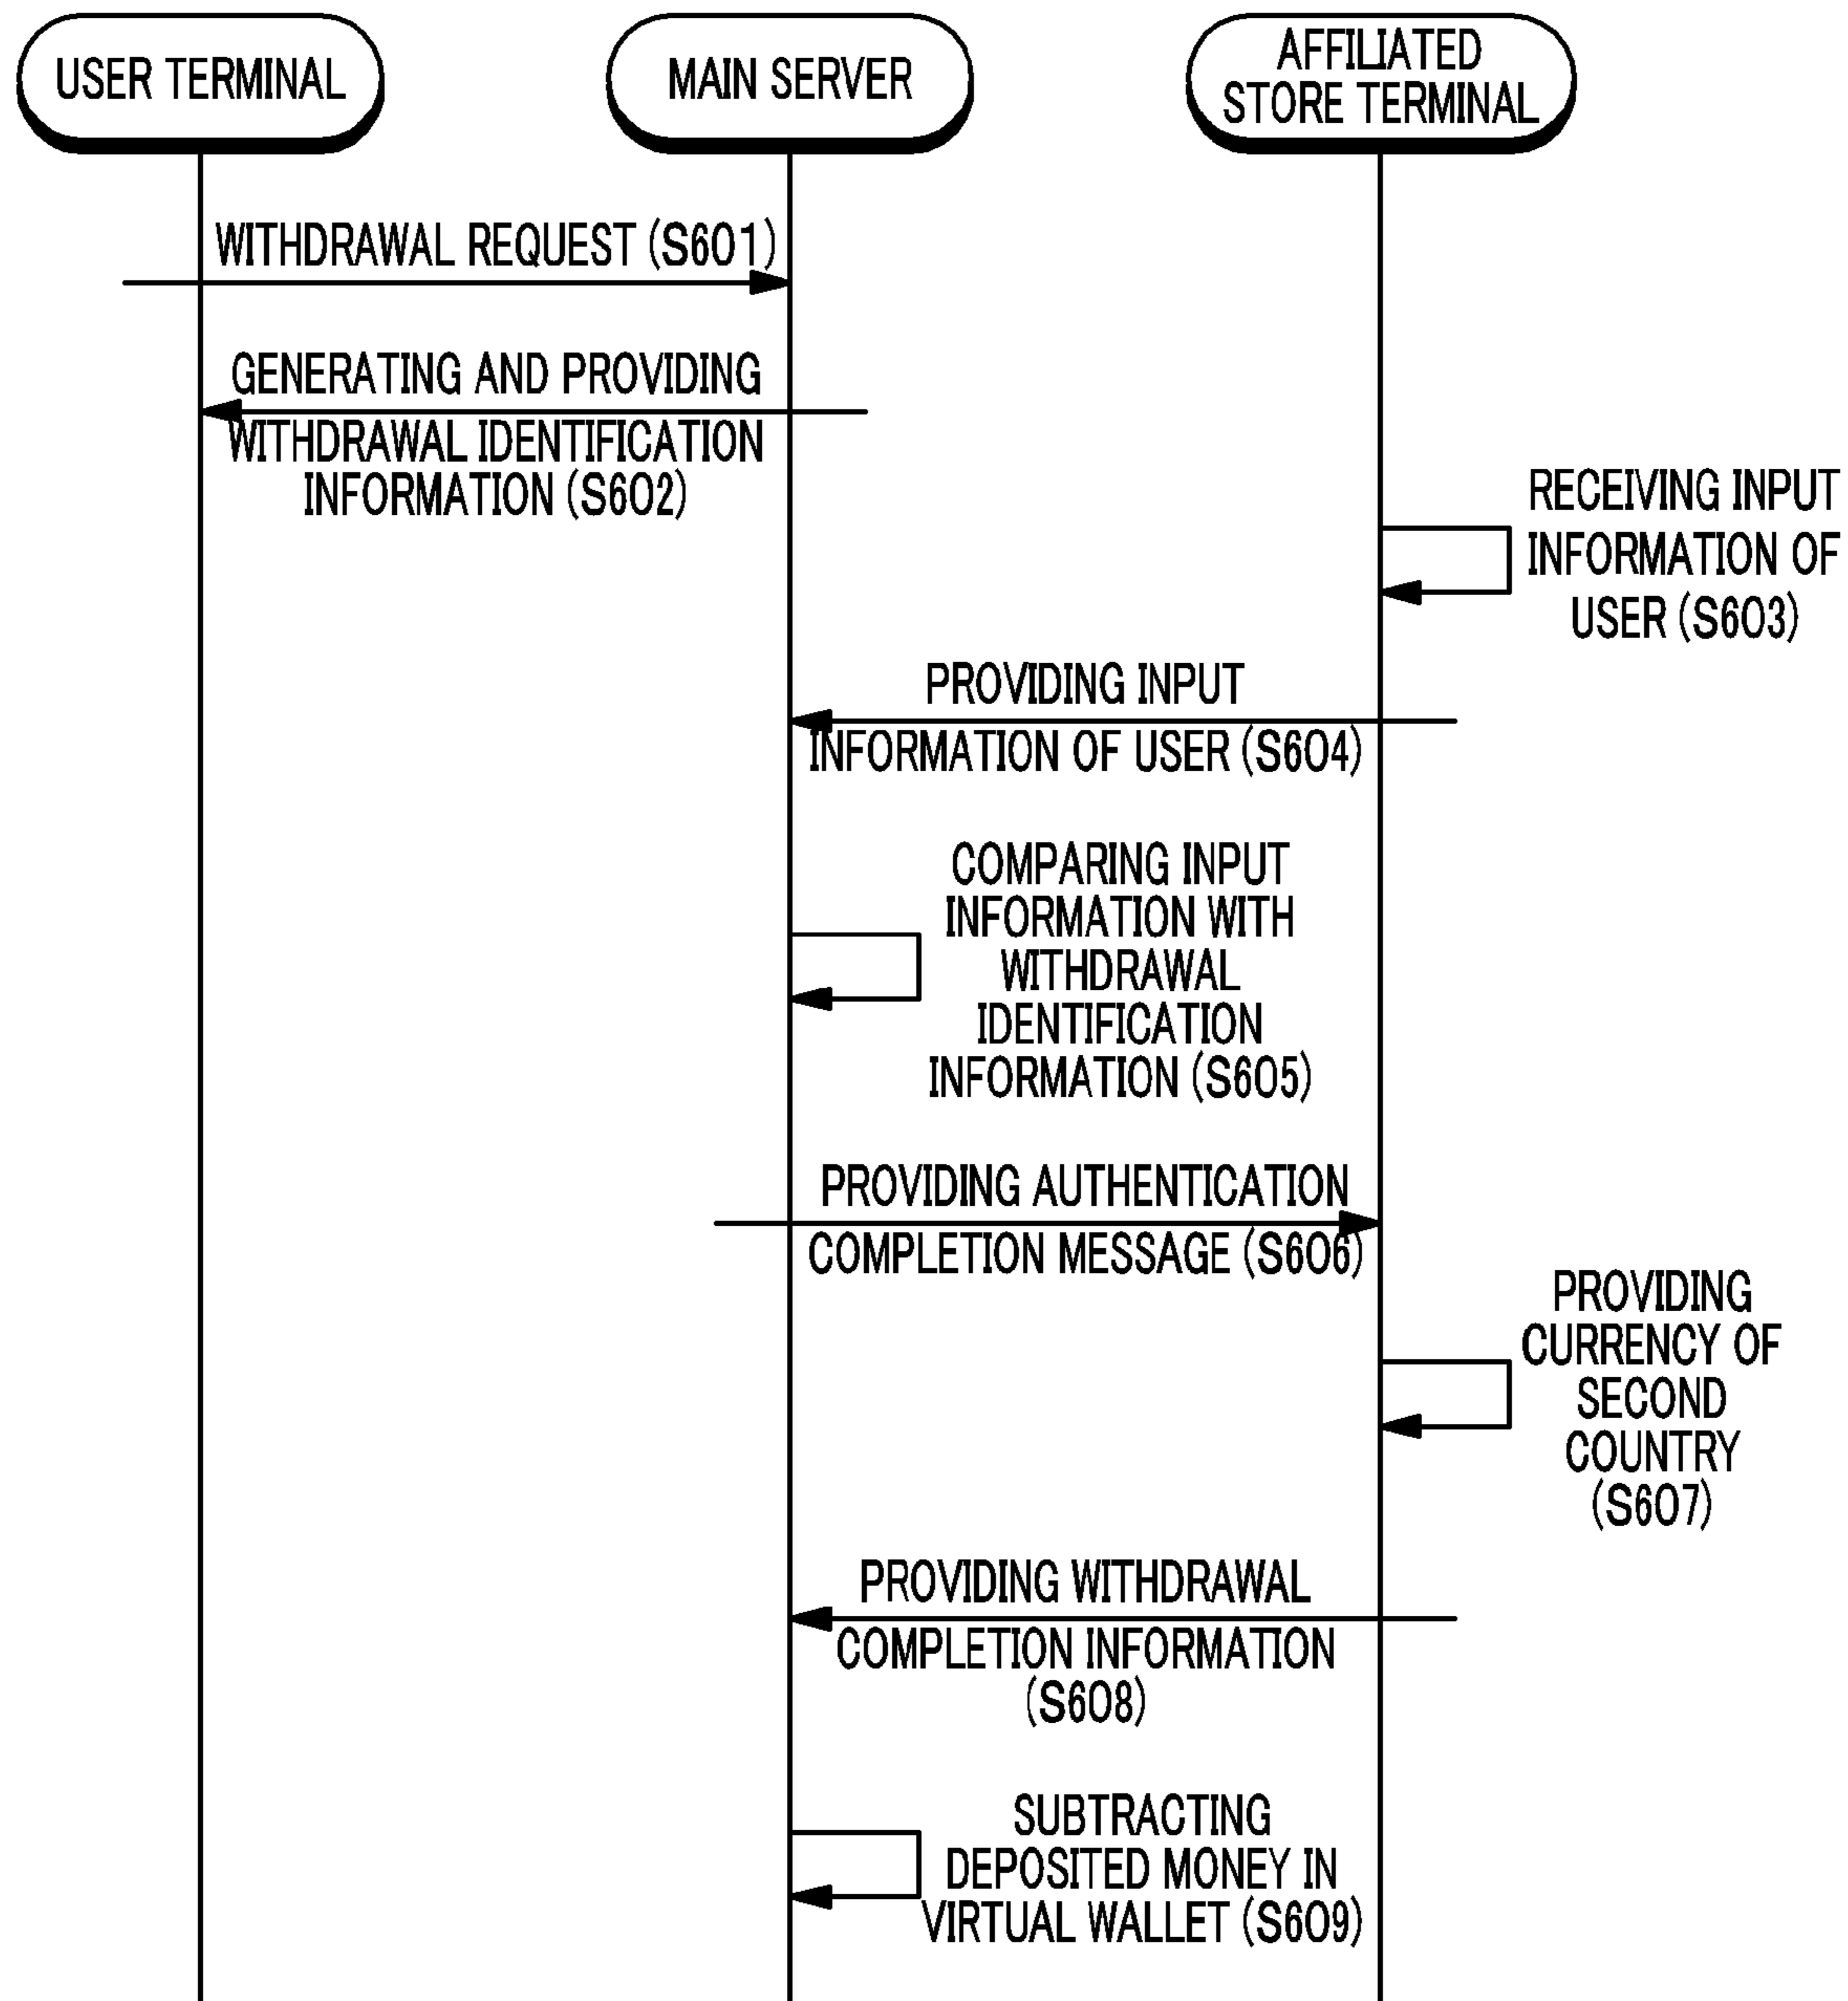 USER TERMINAL
MAIN SERVER
AFFILIATED
STORE TERMINAL
WITHDRAWAL REQUEST (S601)
GENERATING AND PROVIDING
WITHDRAWAL IDENTIFICATION
INFORMATION (S602)
RECEIVING INPUT
INFORMATION OF
USER (S603)
PROVIDING INPUT
INFORMATION OF USER (S604)
COMPARING INPUT
INFORMATION WITH
WITHDRAWAL
IDENTIFICATION
INFORMATION (S605)
PROVIDING AUTHENTICATION
COMPLETION MESSAGE (S606)
PROVIDING
CURRENCY OF
SECOND
COUNTRY
(S607)
PROVIDING WITHDRAWAL
COMPLETION INFORMATION
(S608)
SUBTRACTING
DEPOSITED MONEY IN
VIRTUAL WALLET (S609)